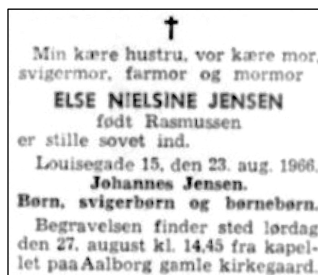 Min kære hustru, vor kære mor,
svigermor, farmor og mormor
ELSE NIELSINE JENSEN
født Rasmussen
er stille sovet ind.
Louisegade 15, den 23. aug. 1966.
Johannes Jensen.
Børn, svigerbørn og børnebørn.
Begravelsen finder sted lørdag
den 27. august kl. 14,45 fra kapel-
let paa Aalborg gamle kirkegaard.